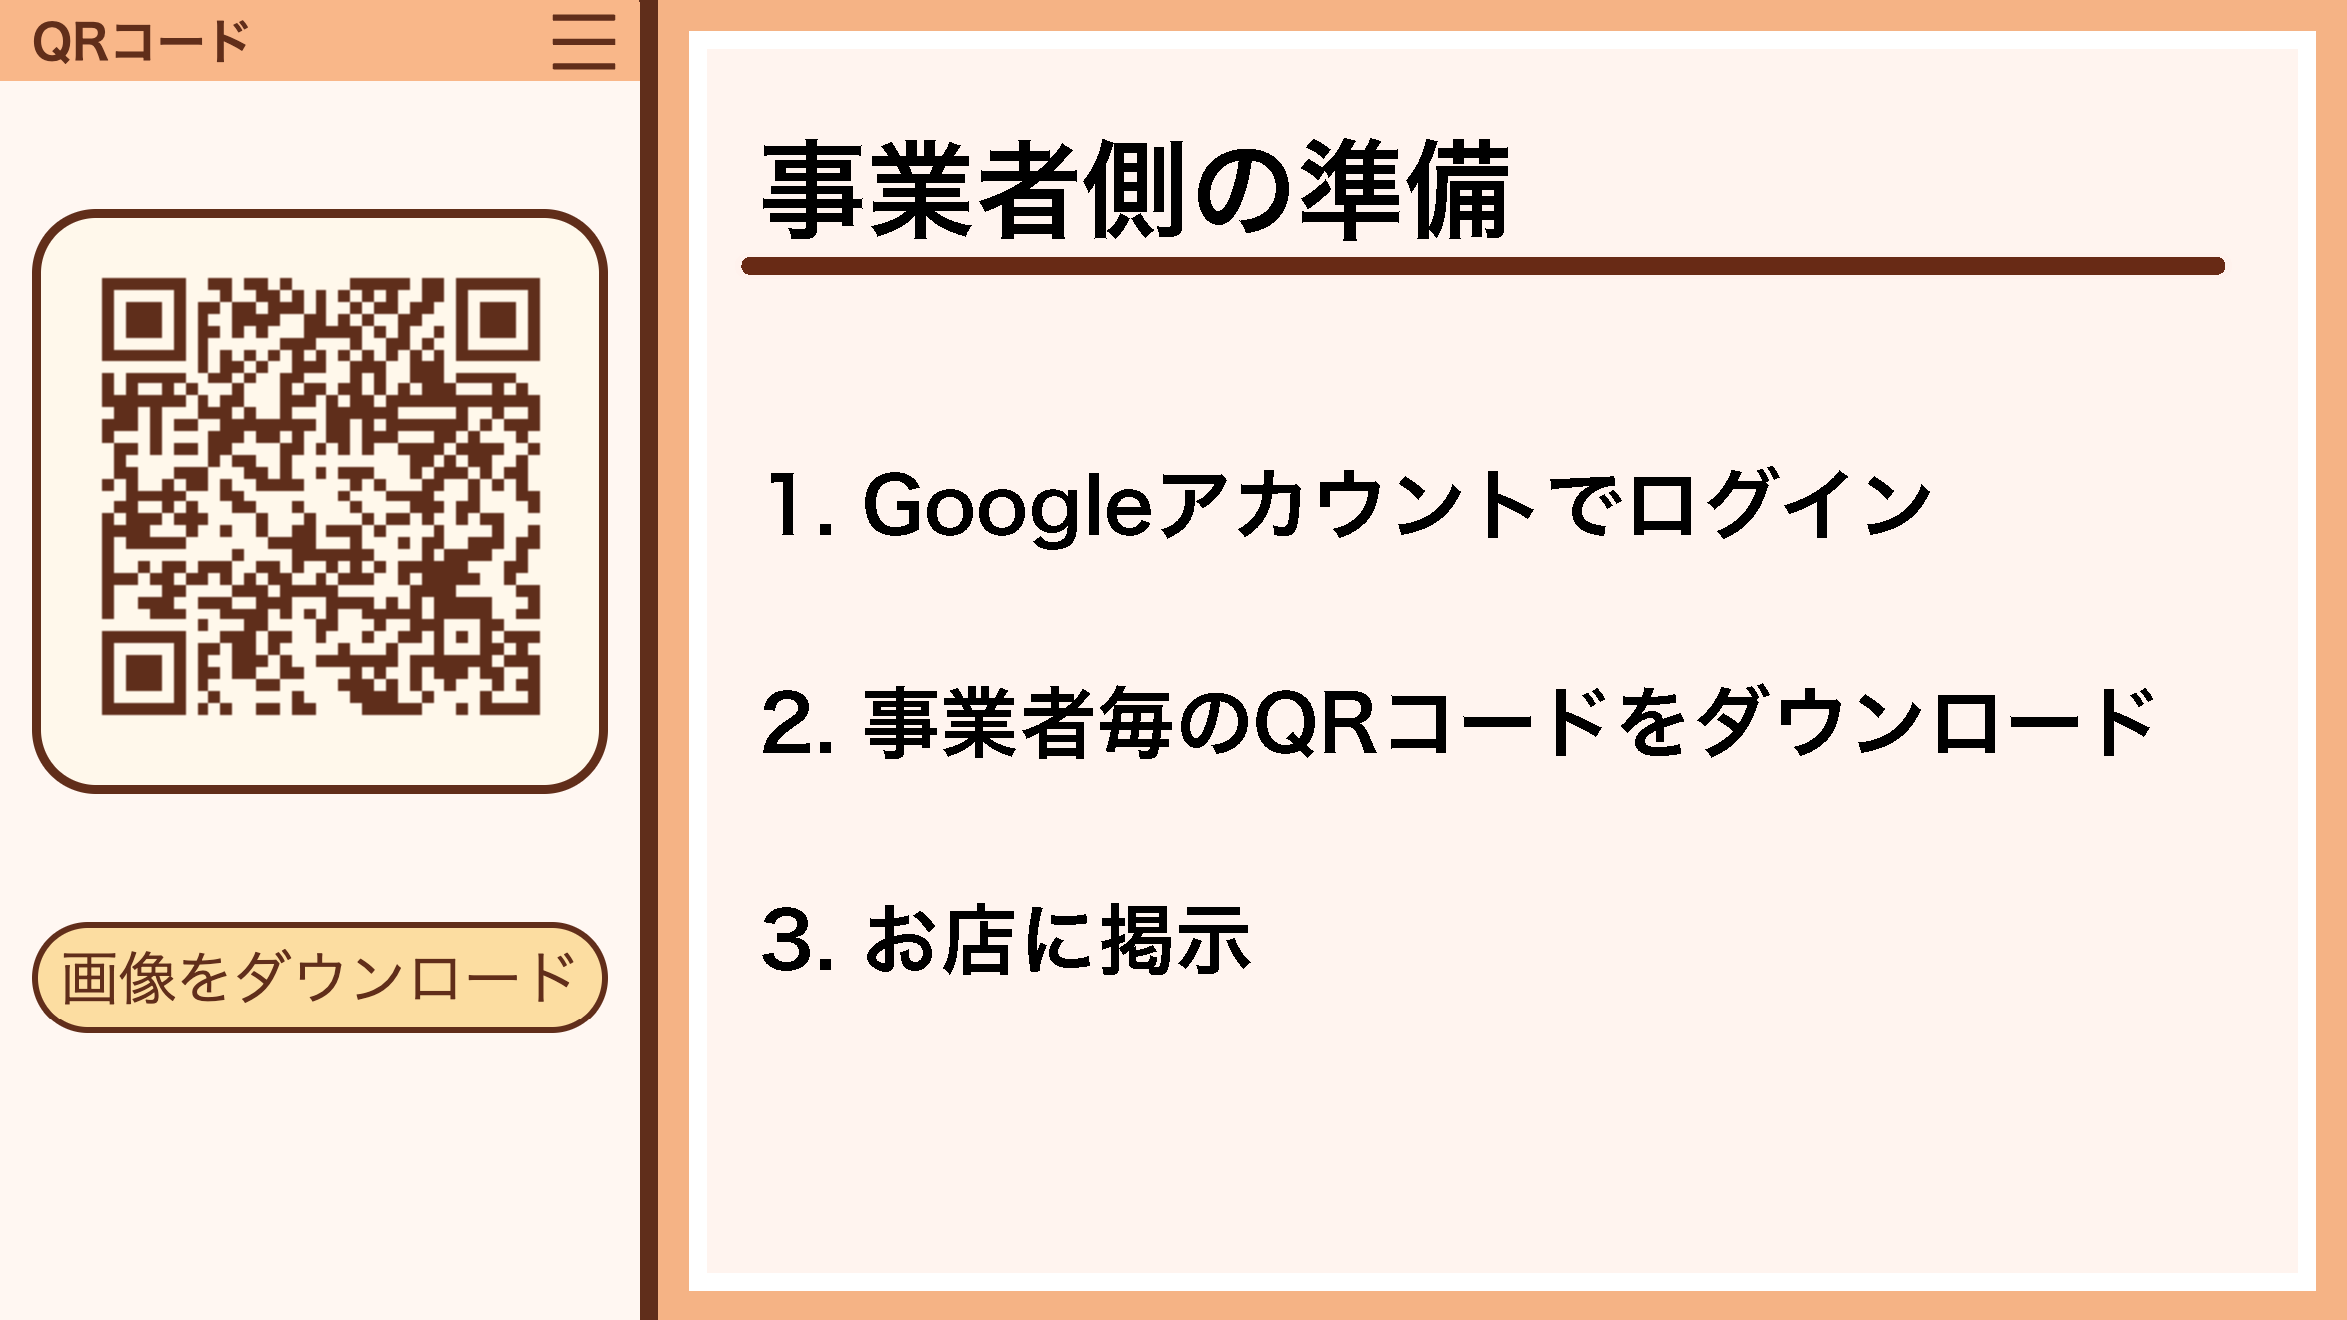 QRコード
画像をダウンロード
事業者側の準備
1. Googleアカウントでログイン
2. 事業者毎のQRコードをダウンロード
3. お店に掲示